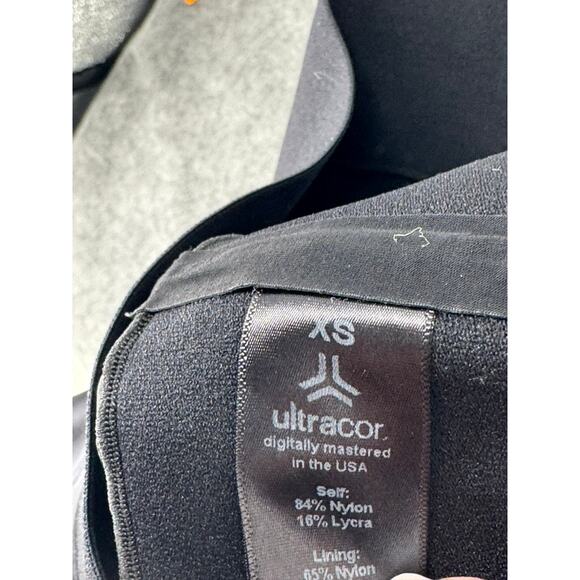 XS
ultracor
digitally mastered
in the USA
Self:
84% Nylon
16% Lycra
Lining:
65% Nylon